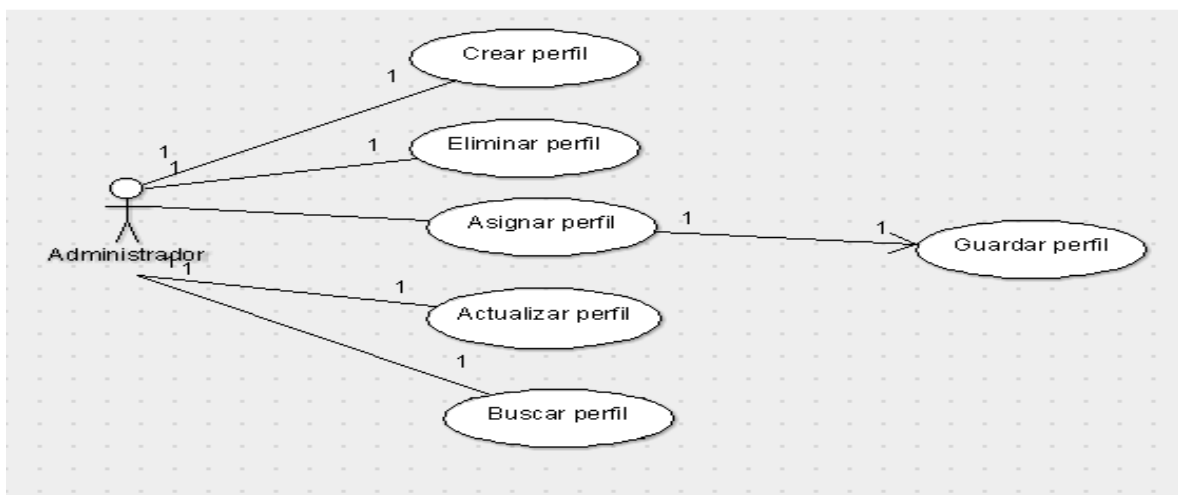 Crear perfil
1
Eliminar perfil
1
1
1
Asignar perfil
1
1
Guardar perfil
Administrador
1
1
1
Actualizar perfil
1
Buscar perfil